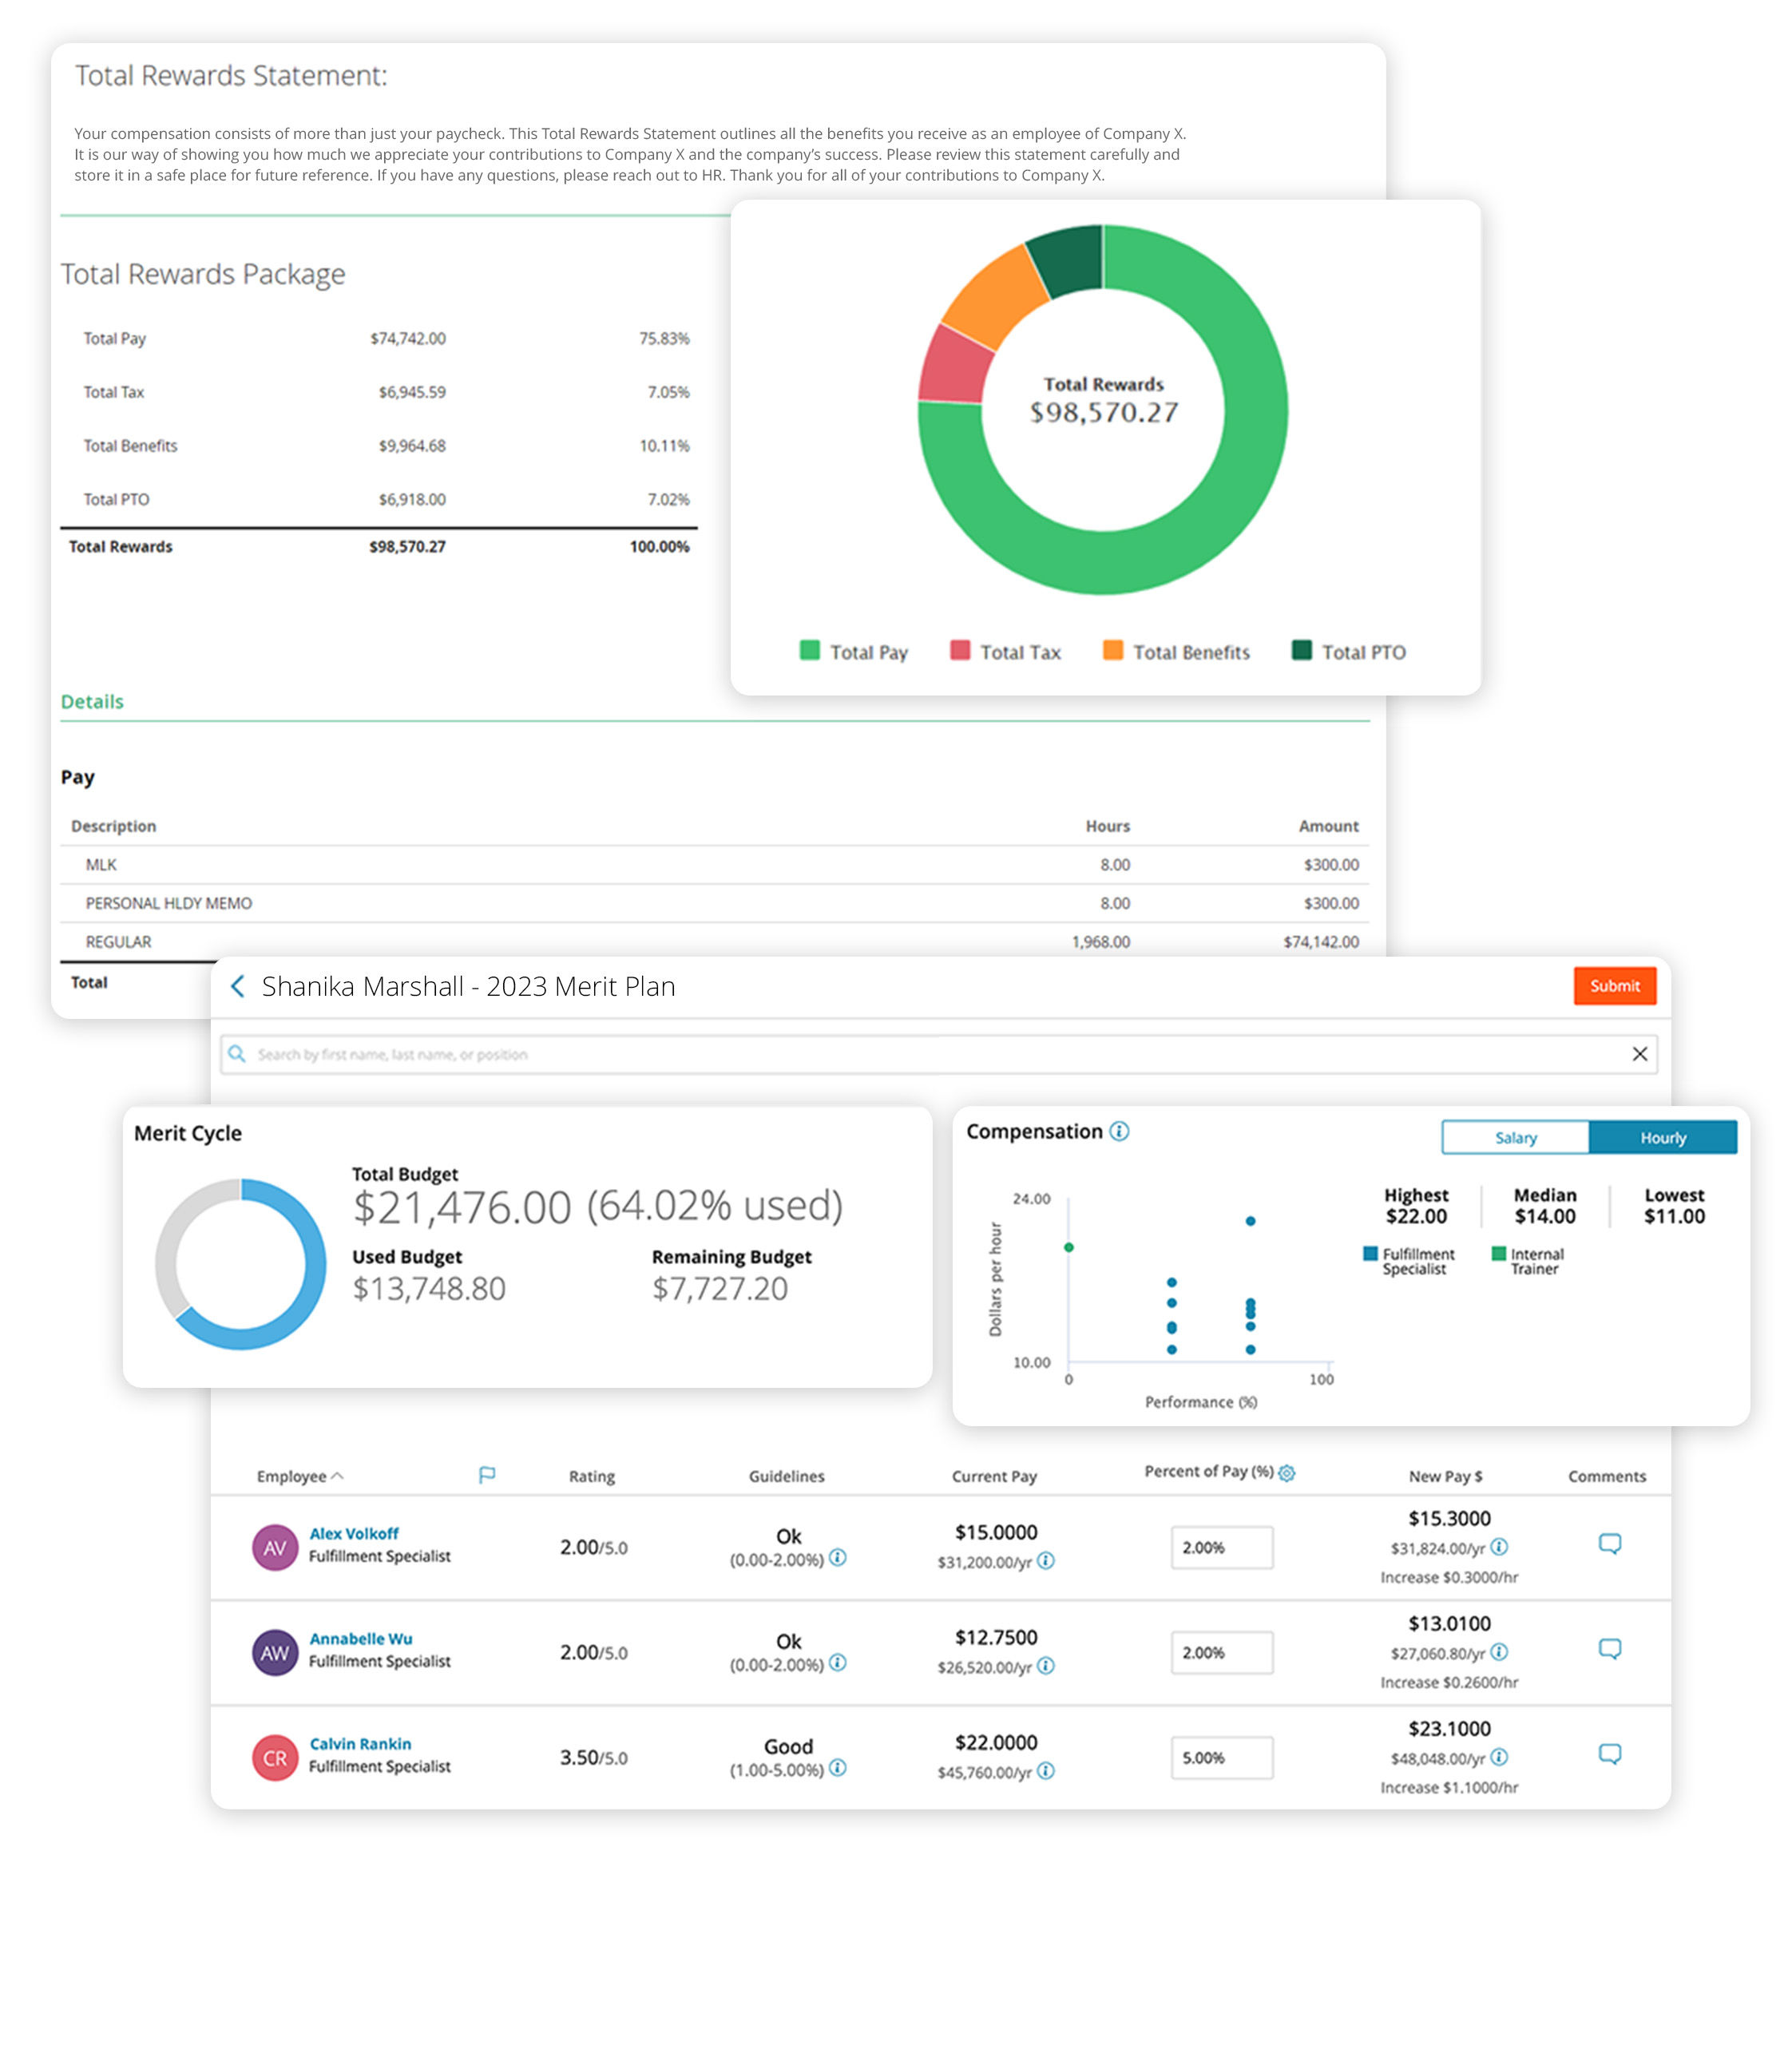 Total Rewards Statement:
Your compensation consists of more than just your paycheck. This Total Rewards Statement outlines all the benefits you receive as an employee of Company X.
It is our way of showing you how much we appreciate your contributions to Company X and the company's success. Please review this statement carefully and
store it in a safe place for future reference. If you have any questions, please reach out to HR. Thank you for all of your contributions to Company X.
Total Rewards Package
Total Pay $74,742.00 75.83%
Total Tax $6,945.59 7.05%
Total Benefits $9,964.68 10.11%
Total PTO $6,918.00 7.02%
Total Rewards $98,570.27 100.00%
Total Rewards
$98,570.27
Total Pay Total Tax Total Benefits Total PTO
Details
Pay
Description Hours Amount
MLK 8.00 $300.00
PERSONAL HLDY MEMO 8.00 $300.00
REGULAR 1,968.00 $74,142.00
Total
Shanika Marshall - 2023 Merit Plan Submit
Search by first name, last name, or position
Merit Cycle
Total Budget
$21,476.00 (64.02% used)
Used Budget Remaining Budget
$13,748.80 $7,727.20
Compensation Salary Hourly
Highest Median Lowest
$22.00 $14.00 $11.00
Fulfillment Specialist
Internal Trainer
24.00
Dollars per hour
10.00
0 100
Performance (%)
Employee Rating Guidelines Current Pay Percent of Pay (%) New Pay $ Comments
AV Alex Volkoff
Fulfillment Specialist
2.00/5.0
Ok
(0.00-2.00%)
$15.0000
$31,200.00/yr
2.00%
$15.3000
$31,824.00/yr
Increase $0.3000/hr
AW Annabelle Wu
Fulfillment Specialist
2.00/5.0
Ok
(0.00-2.00%)
$12.7500
$26,520.00/yr
2.00%
$13.0100
$27,060.80/yr
Increase $0.2600/hr
CR Calvin Rankin
Fulfillment Specialist
3.50/5.0
Good
(1.00-5.00%)
$22.0000
$45,760.00/yr
5.00%
$23.1000
$48,048.00/yr
Increase $1.1000/hr